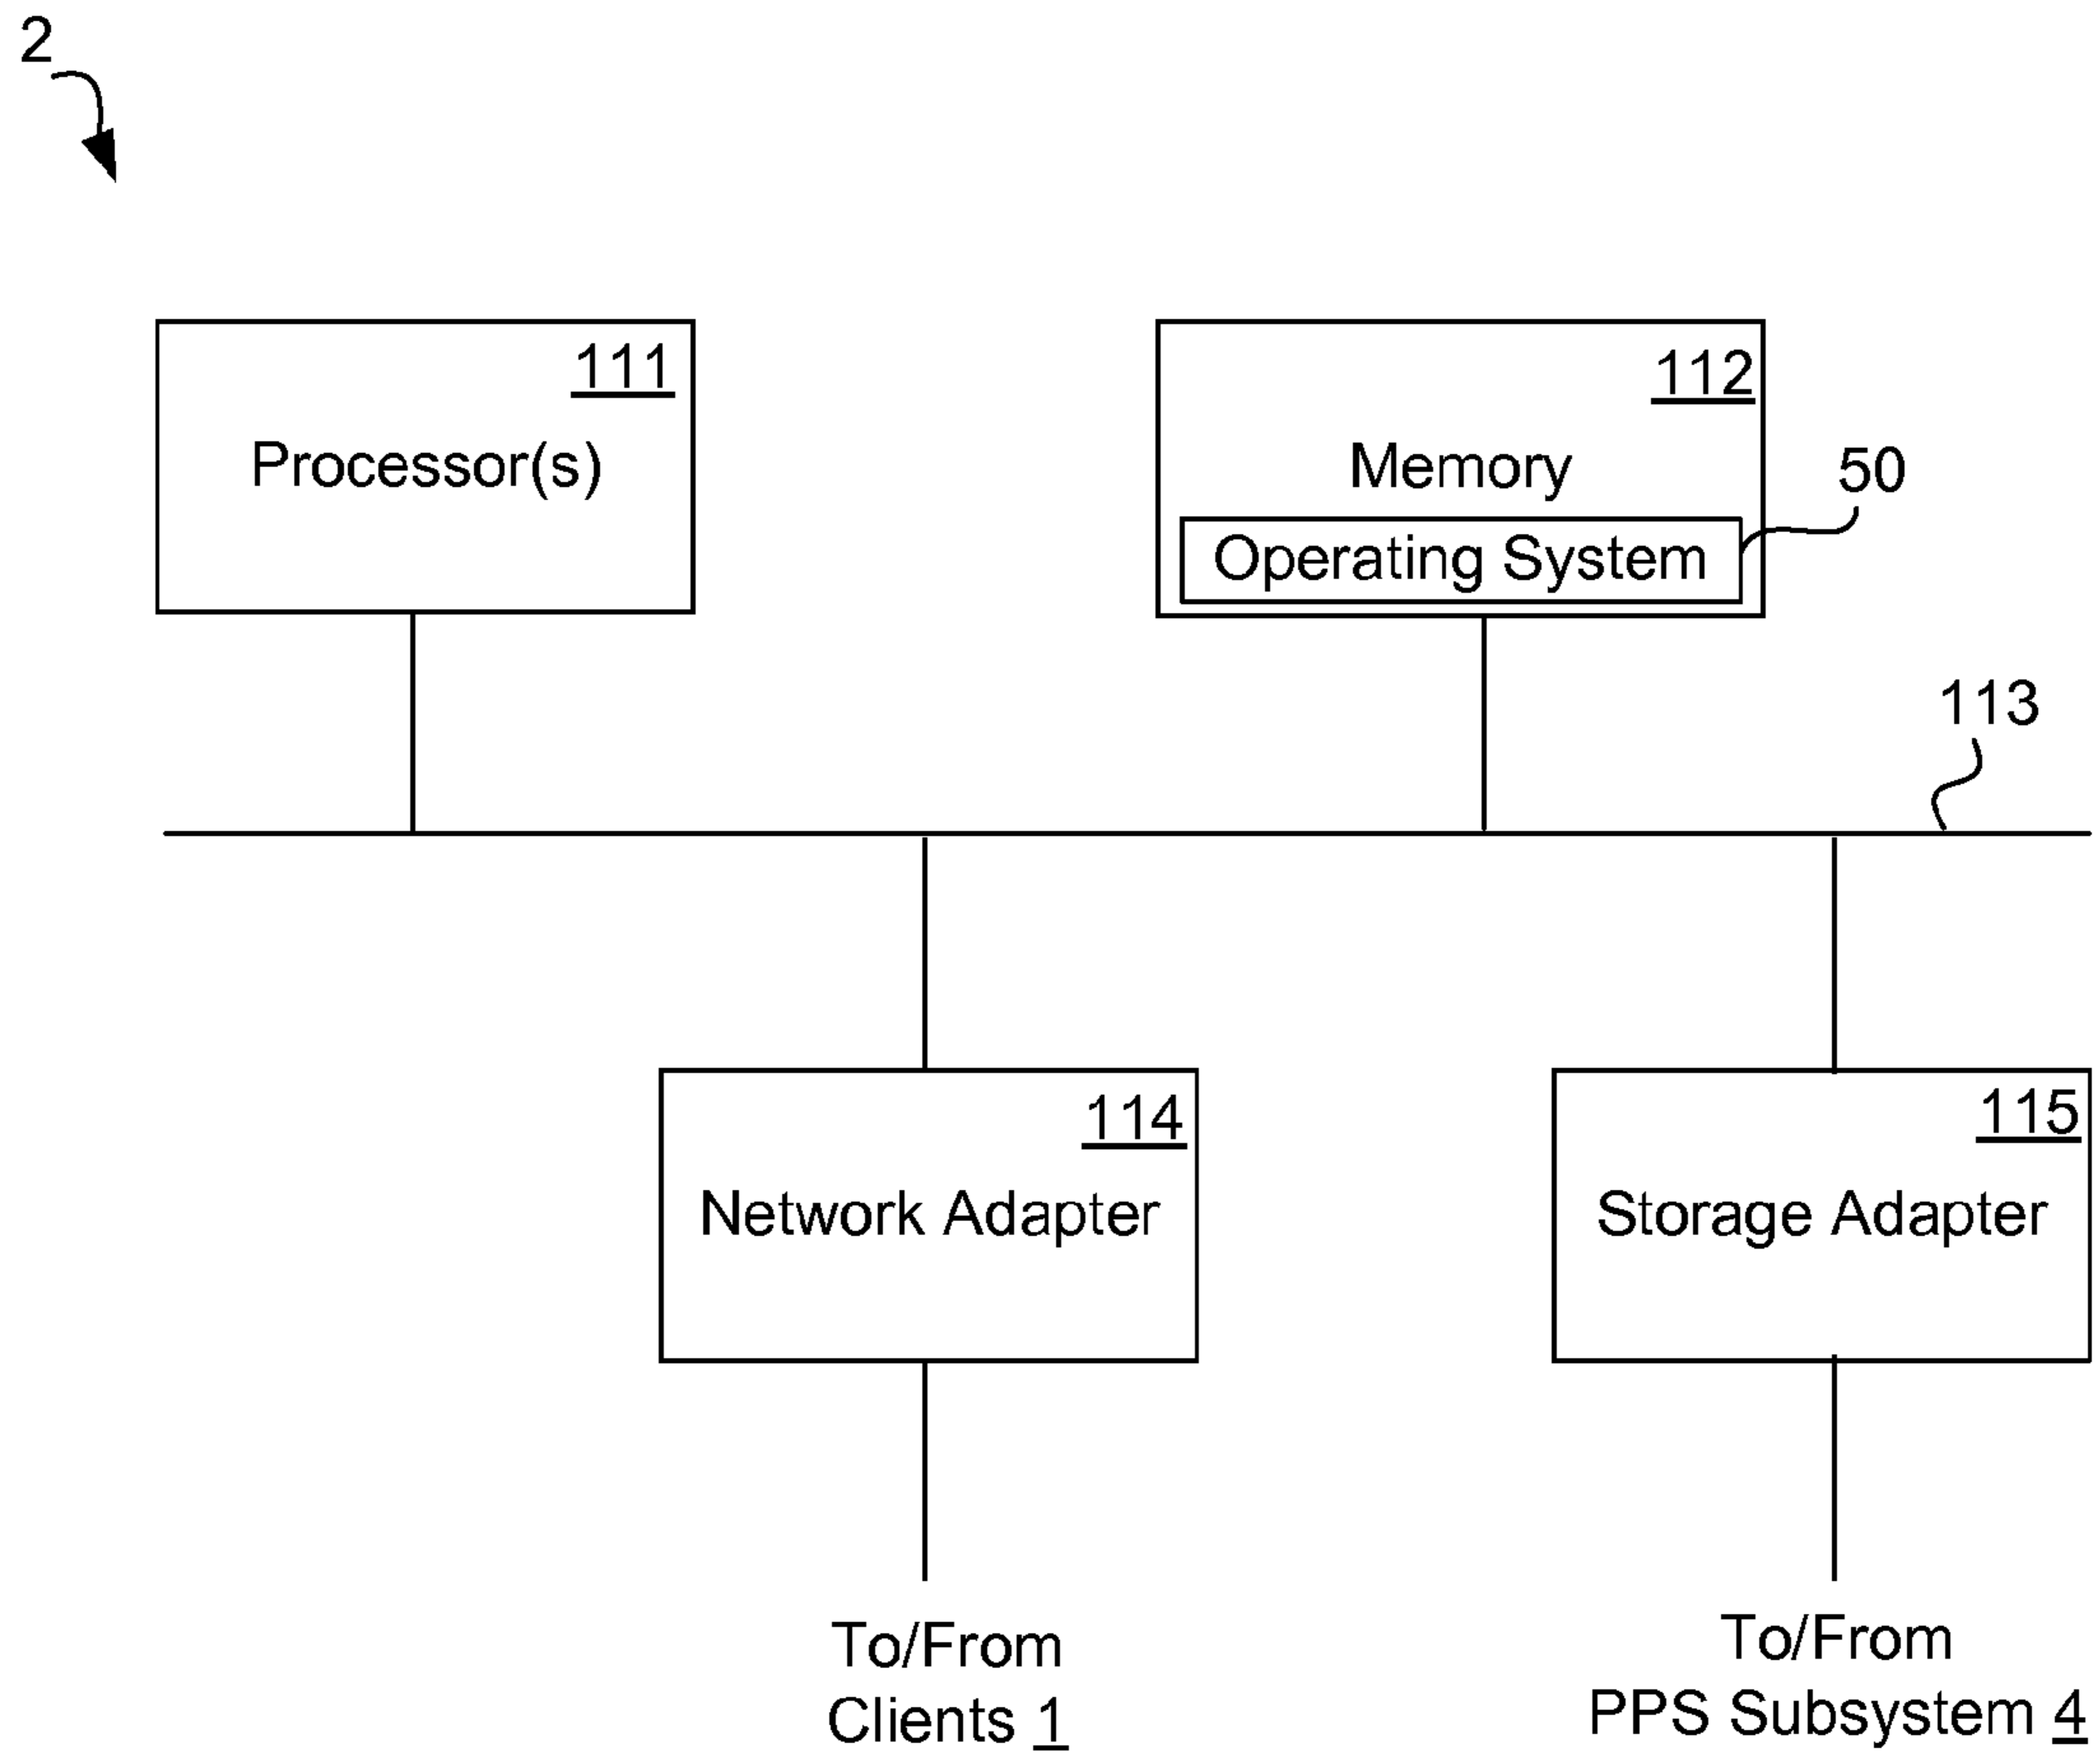 2
111
Processor(s)
112
Memory
50
Operating System
113
114
Network Adapter
115
Storage Adapter
To/From
Clients 1
To/From
PPS Subsystem 4